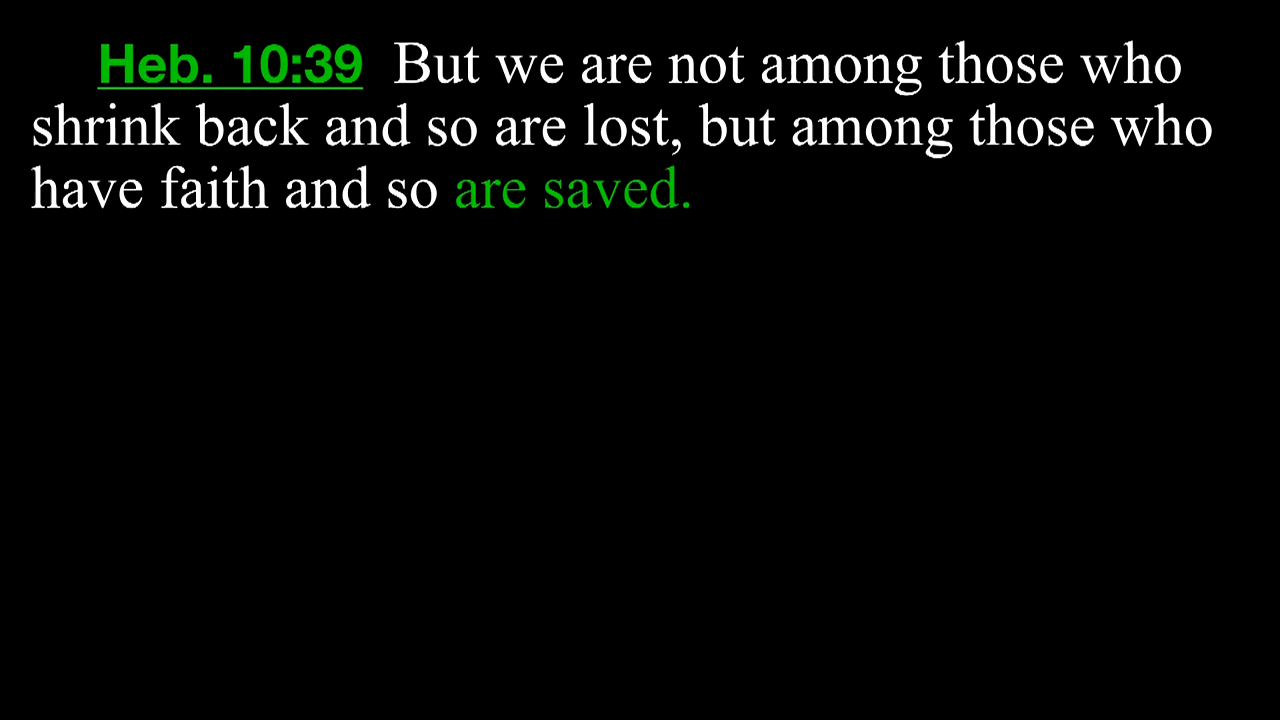 Heb. 10:39 But we are not among those who
shrink back and so are lost, but among those who
have faith and so are saved.